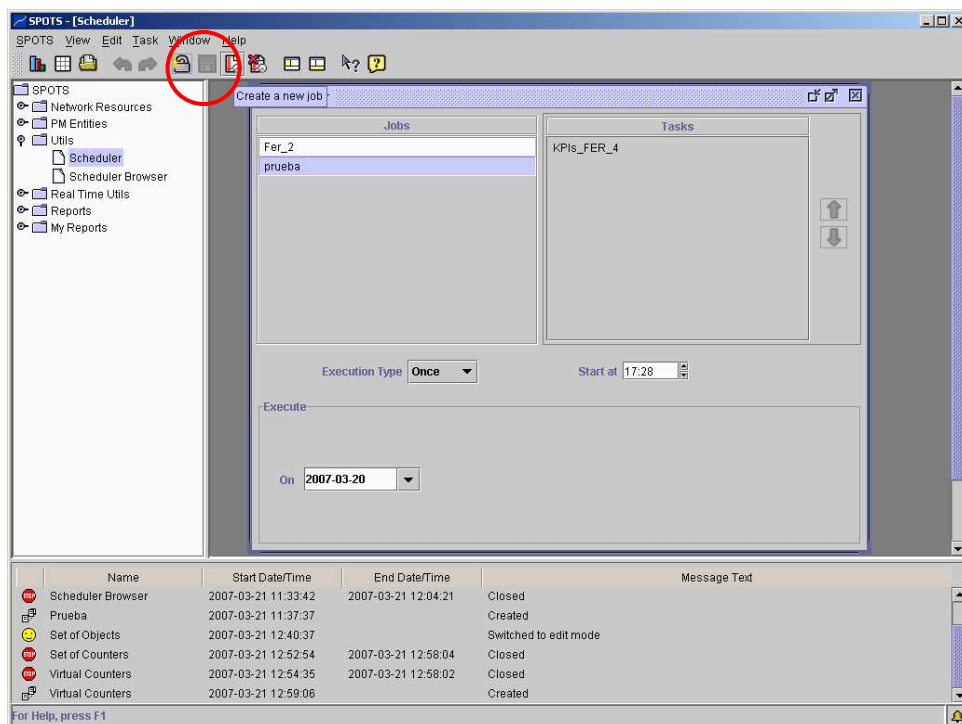 SPOTS - [Scheduler]
SPOTS View Edit Task Window Help
Create a new job
SPOTS
Network Resources
PM Entities
Utils
Scheduler
Scheduler Browser
Real Time Utils
Reports
My Reports
Jobs
Fer_2
prueba
Tasks
KPIs_FER_4
Execution Type Once
Start at 17:28
Execute
On 2007-03-20
Name Start Date/Time End Date/Time Message Text
Scheduler Browser 2007-03-21 11:33:42 2007-03-21 12:04:21 Closed
Prueba 2007-03-21 11:37:37 Created
Set of Objects 2007-03-21 12:40:37 Switched to edit mode
Set of Counters 2007-03-21 12:52:54 2007-03-21 12:58:04 Closed
Virtual Counters 2007-03-21 12:54:35 2007-03-21 12:58:02 Closed
Virtual Counters 2007-03-21 12:59:06 Created
For Help, press F1